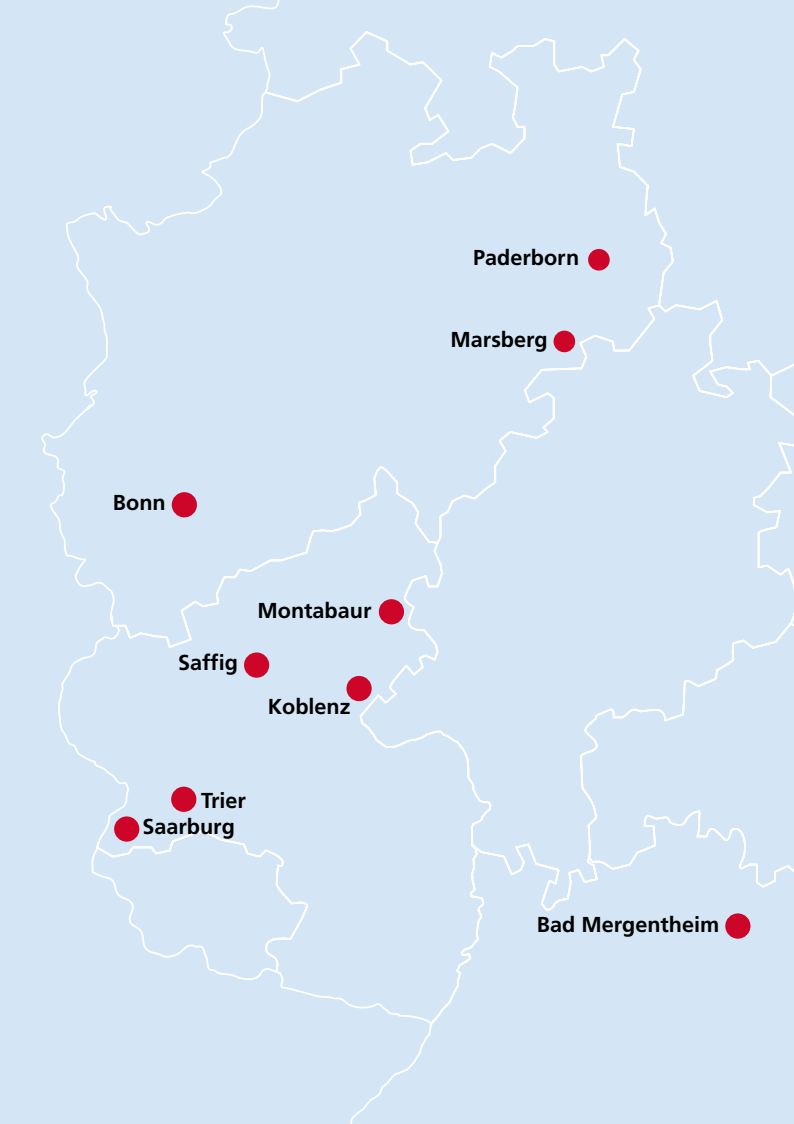 Paderborn
Marsberg
Bonn
Montabaur
Saffig
Koblenz
Trier
Saarburg
Bad Mergentheim